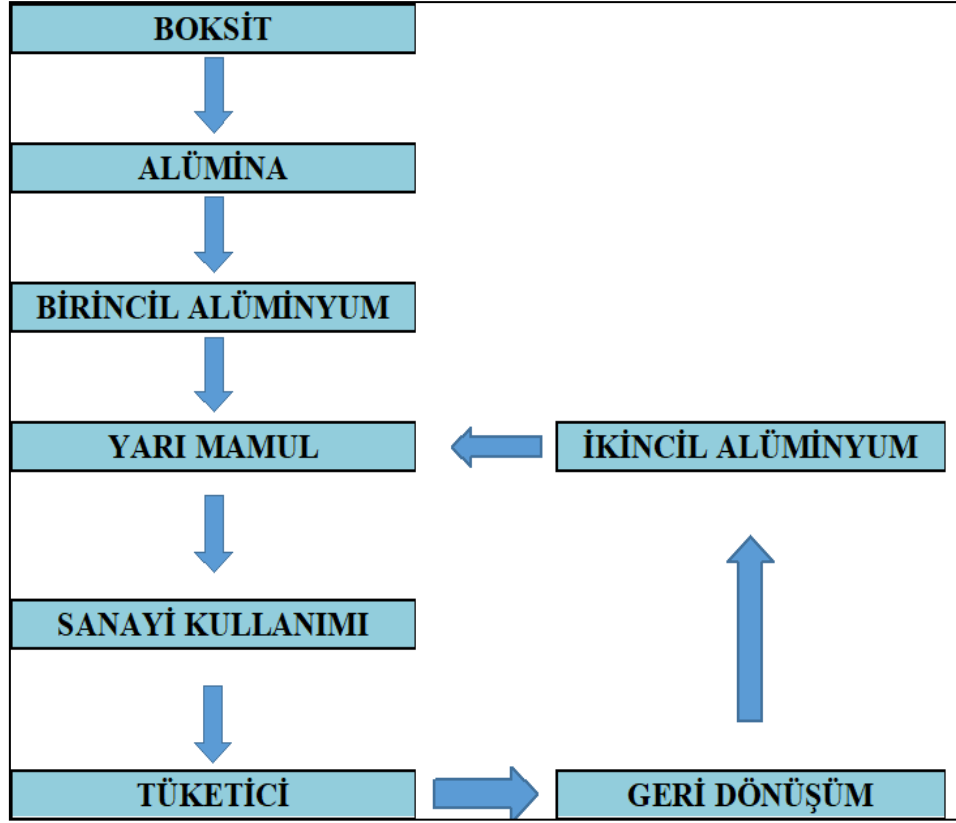 BOKSİT
ALÜMİNA
BİRİNCİL ALÜMİNYUM
YARI MAMUL
İKİNCİL ALÜMİNYUM
SANAYİ KULLANIMI
TÜKETİCİ
GERİ DÖNÜŞÜM